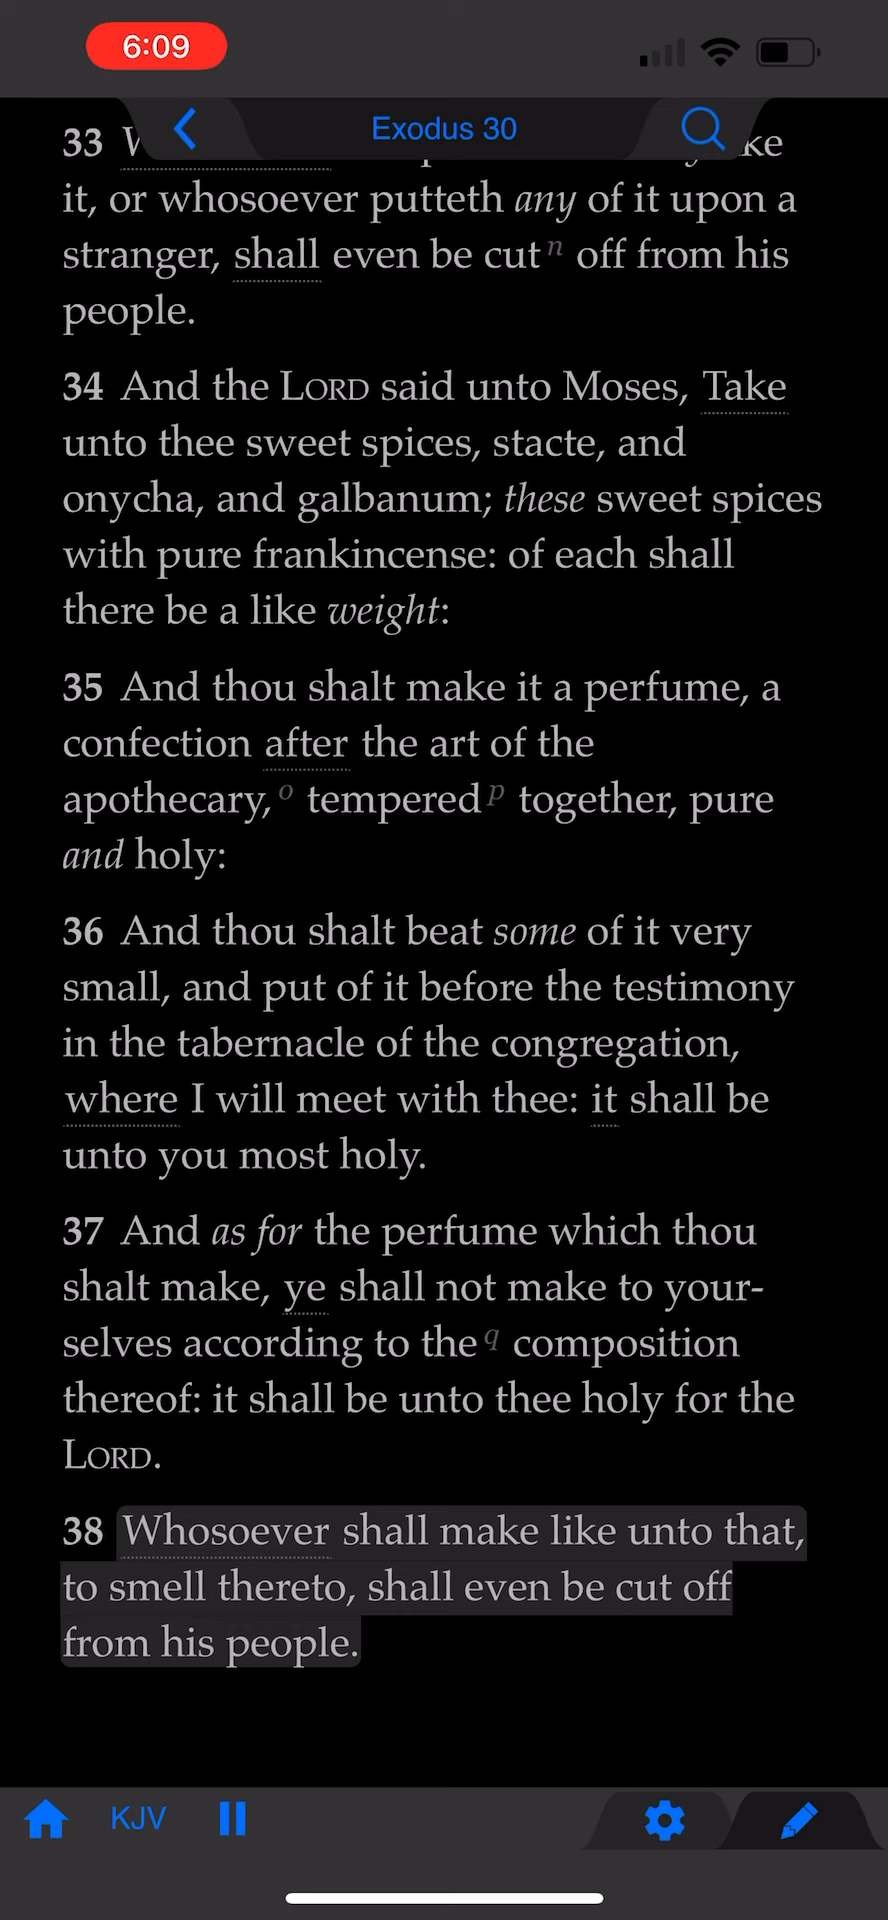 6:09
Exodus 30
33
it, or whosoever putteth any of it upon a
stranger, shall even be cut n off from his
people.
34 And the LORD said unto Moses, Take
unto thee sweet spices, stacte, and
onycha, and galbanum; these sweet spices
with pure frankincense: of each shall
there be a like weight:
35 And thou shalt make it a perfume, a
confection after the art of the
apothecary, o tempered p together, pure
and holy:
36 And thou shalt beat some of it very
small, and put of it before the testimony
in the tabernacle of the congregation,
where I will meet with thee: it shall be
unto you most holy.
37 And as for the perfume which thou
shalt make, ye shall not make to your-
selves according to the q composition
thereof: it shall be unto thee holy for the
LORD.
38 Whosoever shall make like unto that,
to smell thereto, shall even be cut off
from his people.
KJV